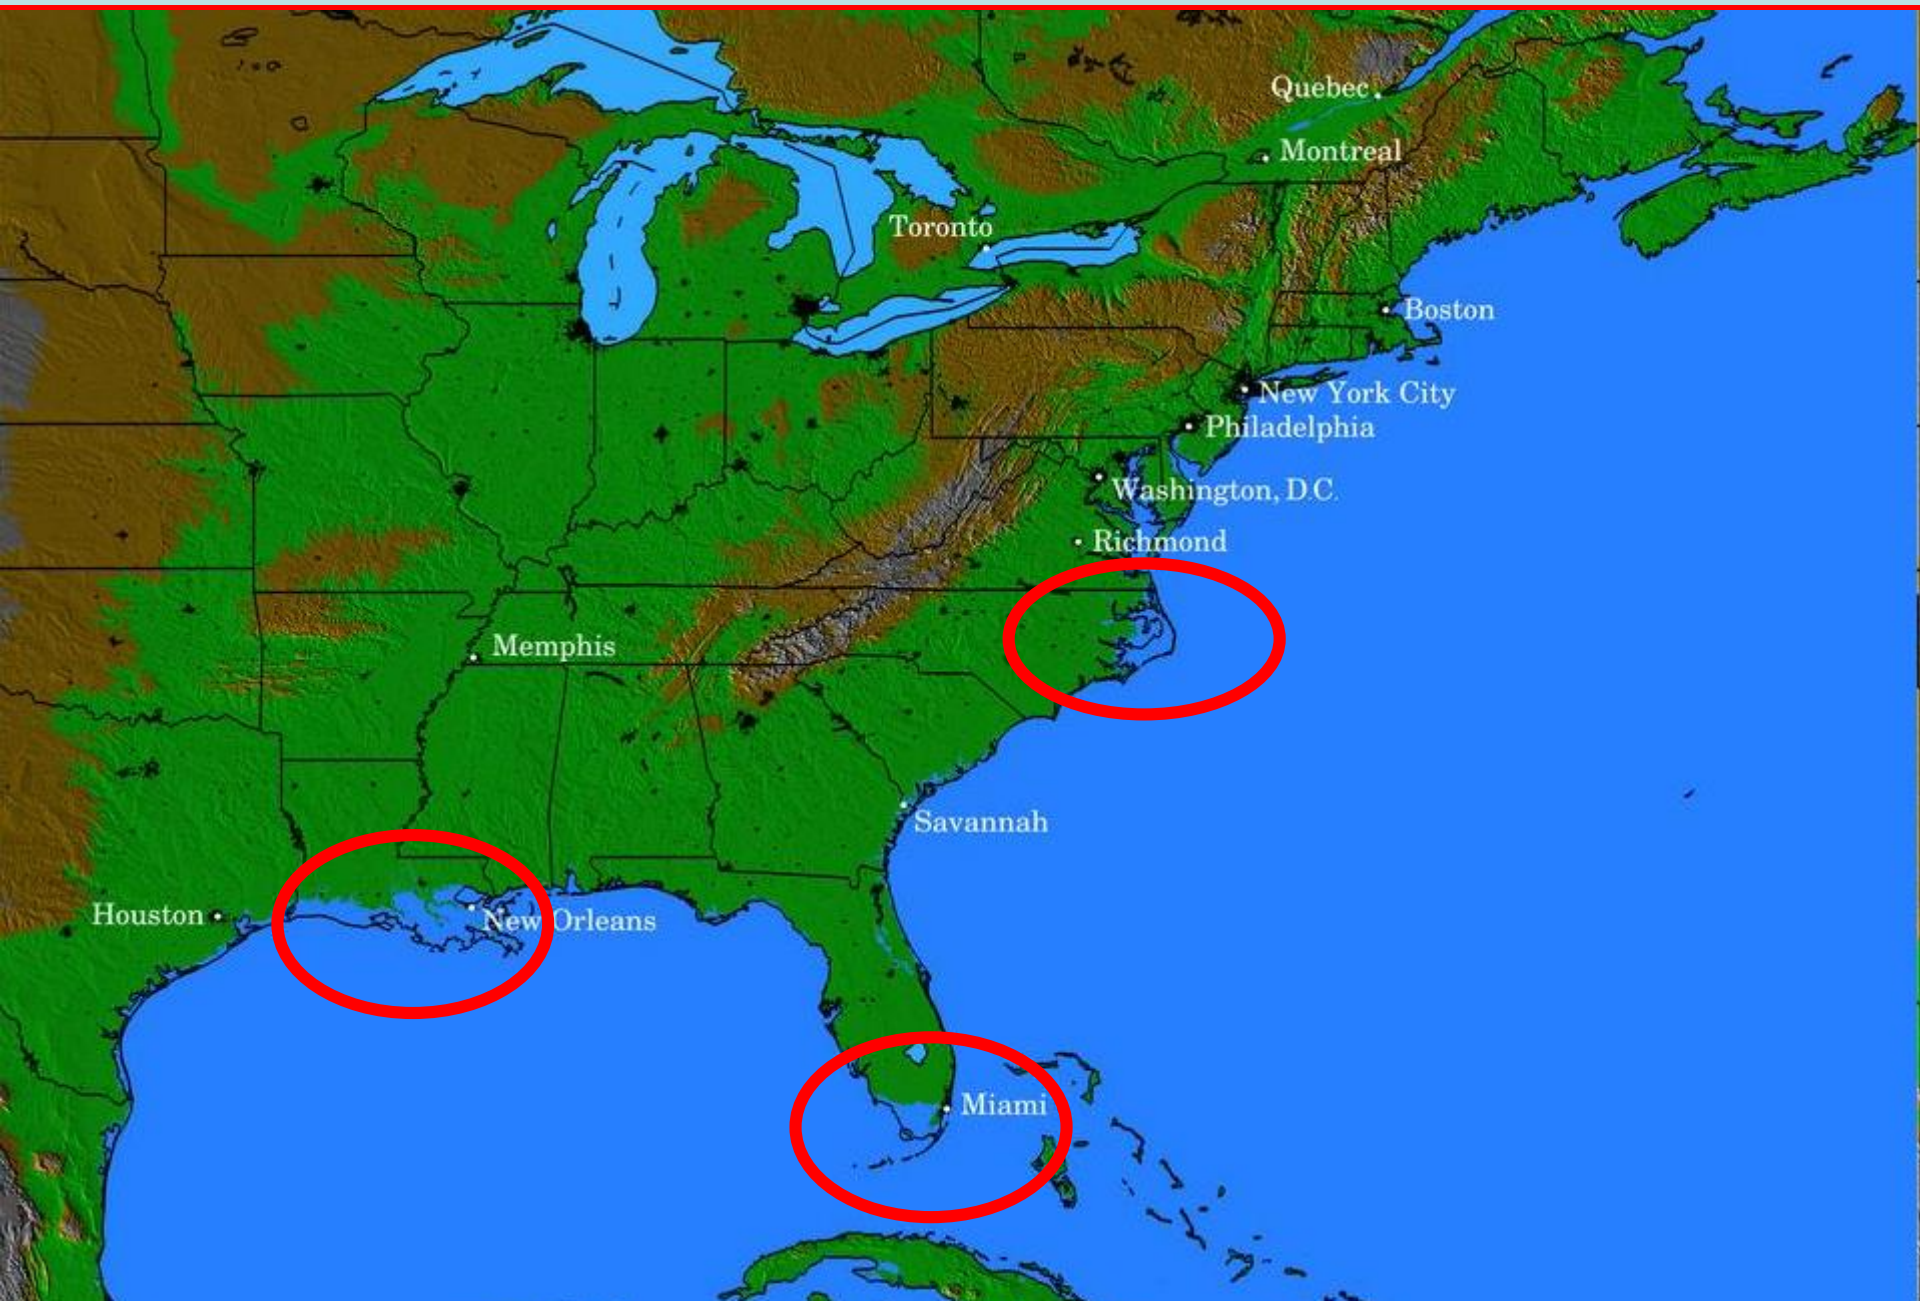 Quebec
Montreal
Toronto
Boston
New York City
Philadelphia
Washington, D.C.
Richmond
Memphis
Savannah
Houston
New Orleans
Miami